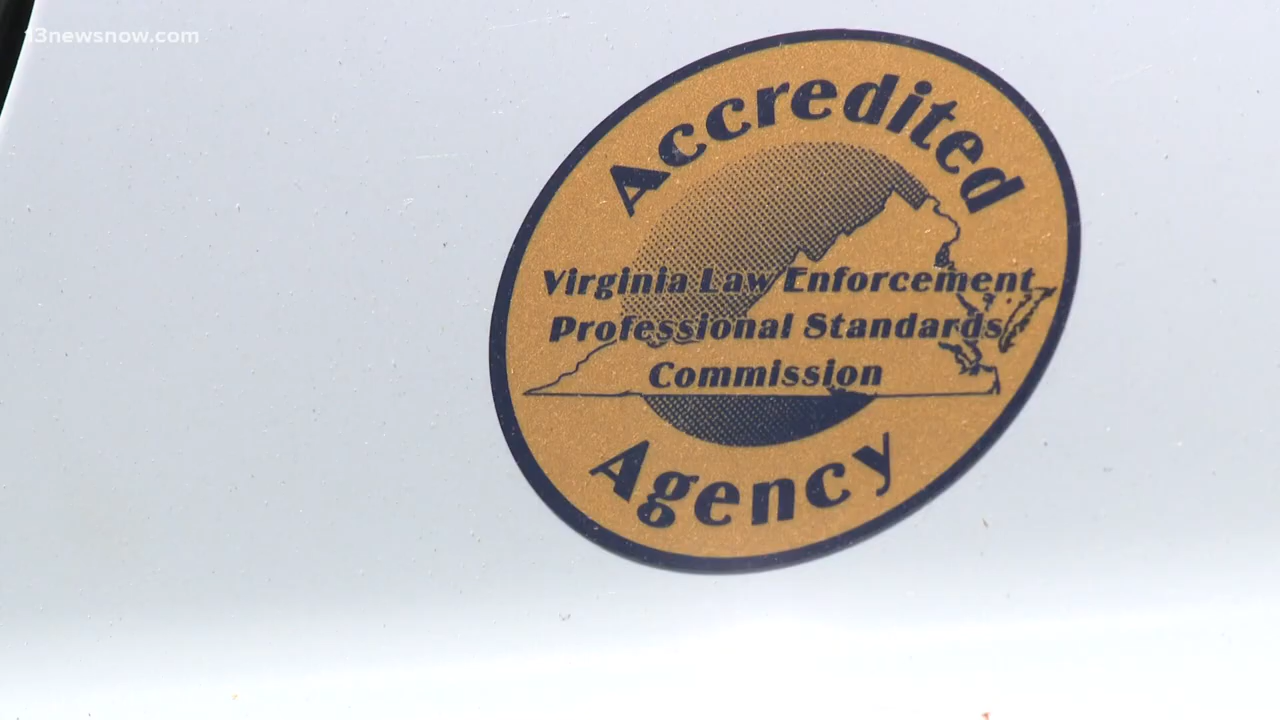 13newsnow.com
Accredited
Virginia Law Enforcement
Professional Standards
Commission
Agency